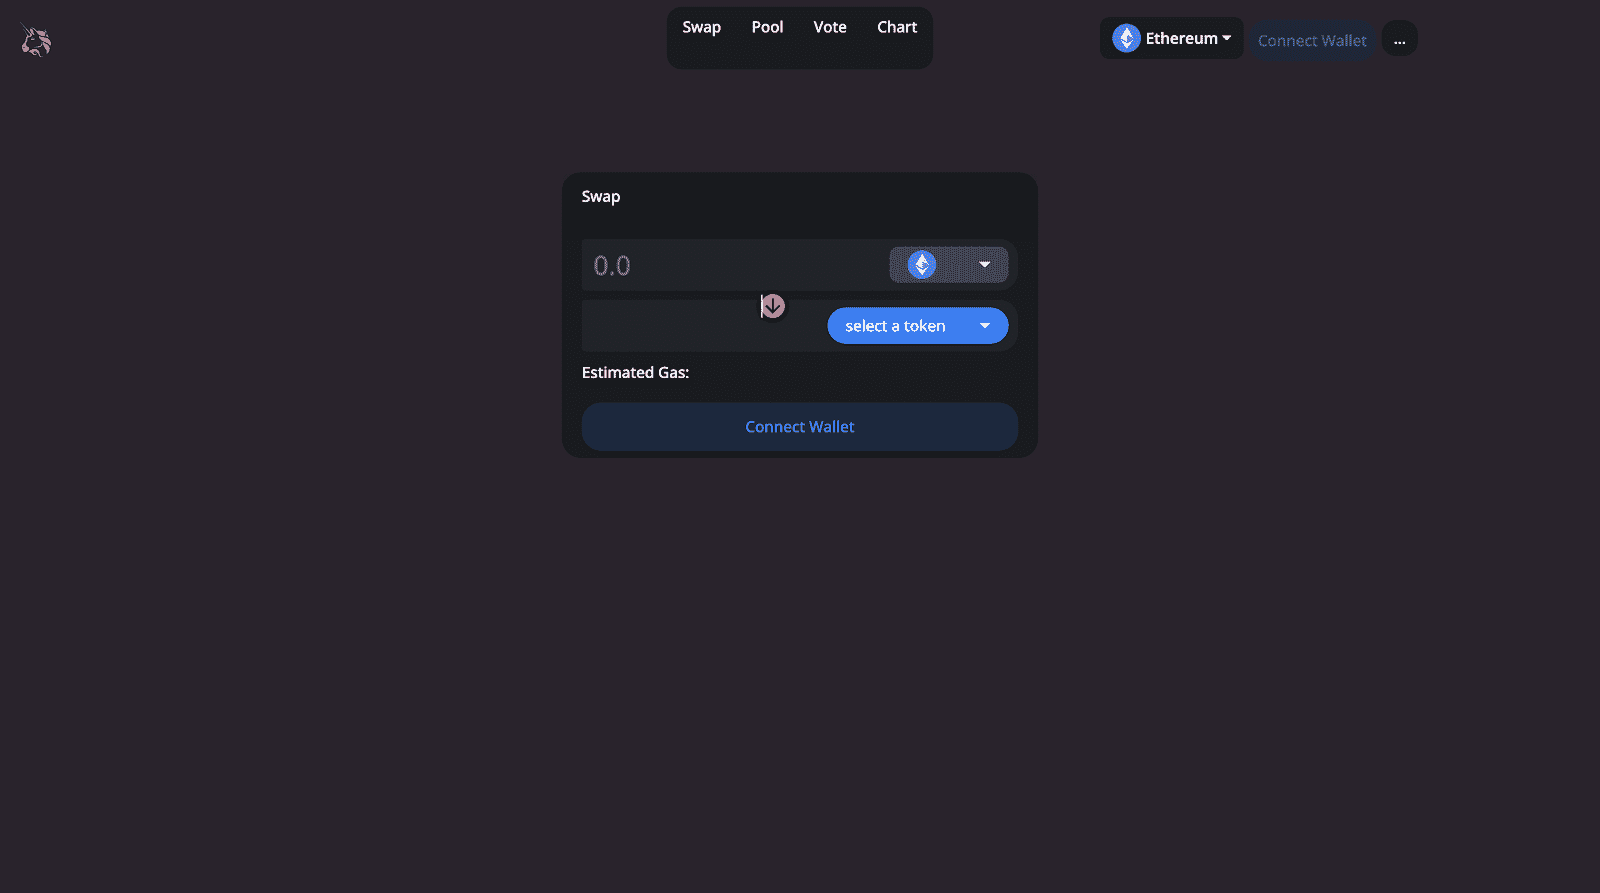 Swap Pool Vote Chart
Ethereum
Connect Wallet
...
Swap
0.0
select a token
Estimated Gas:
Connect Wallet